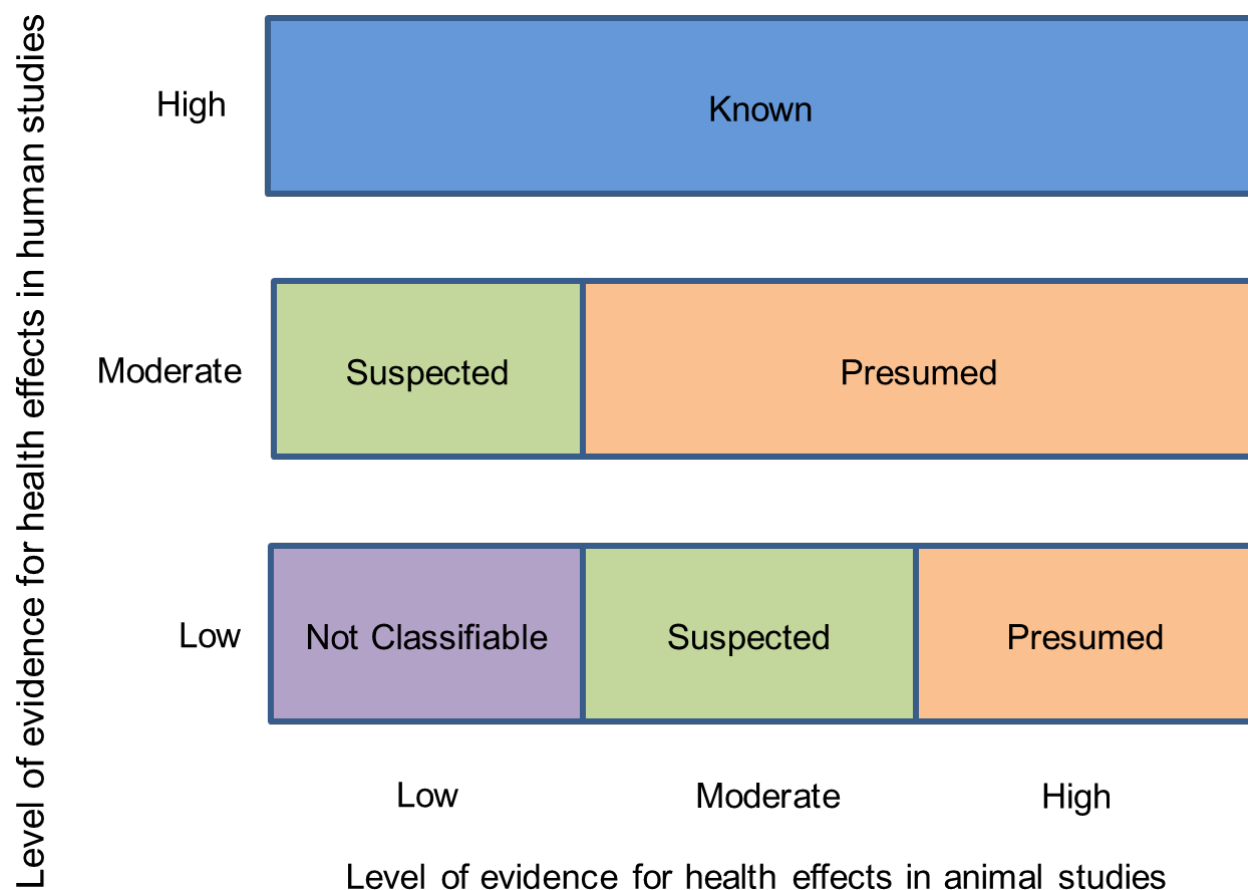 Level of evidence for health effects in human studies
High
Known
Moderate
Suspected
Presumed
Low
Not Classifiable
Suspected
Presumed
Low
Moderate
High
Level of evidence for health effects in animal studies